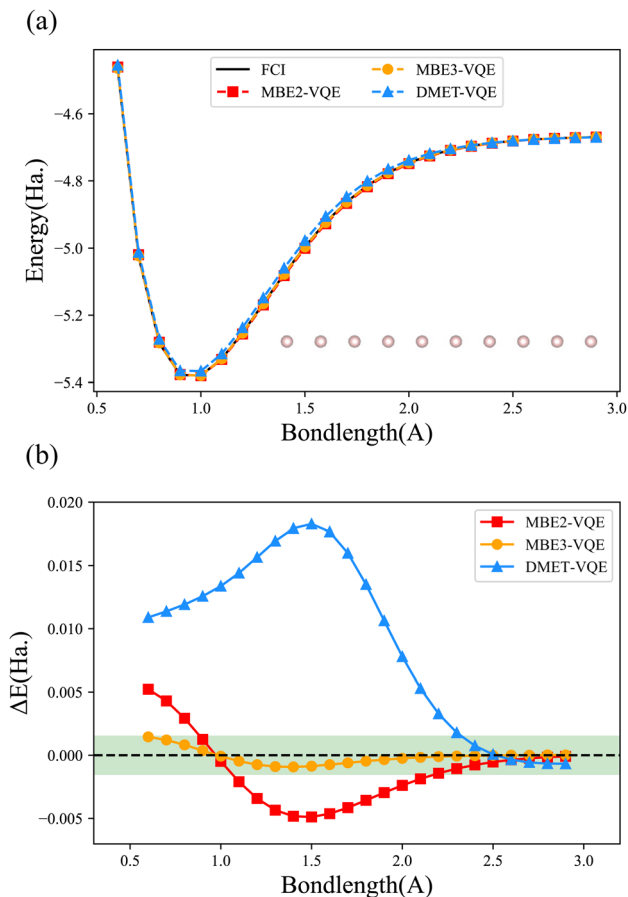 (a)
FCI
MBE2-VQE
MBE3-VQE
DMET-VQE
Energy(Ha.)
−4.6
−4.8
−5.0
−5.2
−5.4
0.5 1.0 1.5 2.0 2.5 3.0
Bondlength(A)
(b)
MBE2-VQE
MBE3-VQE
DMET-VQE
ΔE(Ha.)
0.020
0.015
0.010
0.005
0.000
−0.005
0.5 1.0 1.5 2.0 2.5 3.0
Bondlength(A)